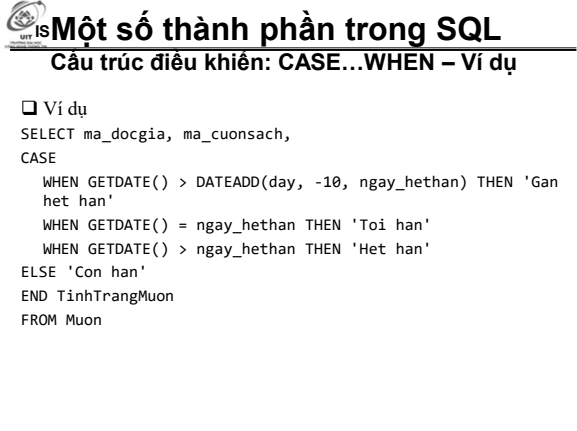 UIT
IS
Một số thành phần trong SQL
Cấu trúc điều khiển: CASE…WHEN – Ví dụ
Ví dụ
SELECT ma_docgia, ma_cuonsach,
CASE
WHEN GETDATE() > DATEADD(day, -10, ngay_hethan) THEN 'Gan
het han'
WHEN GETDATE() = ngay_hethan THEN 'Toi han'
WHEN GETDATE() > ngay_hethan THEN 'Het han'
ELSE 'Con han'
END TinhTrangMuon
FROM Muon